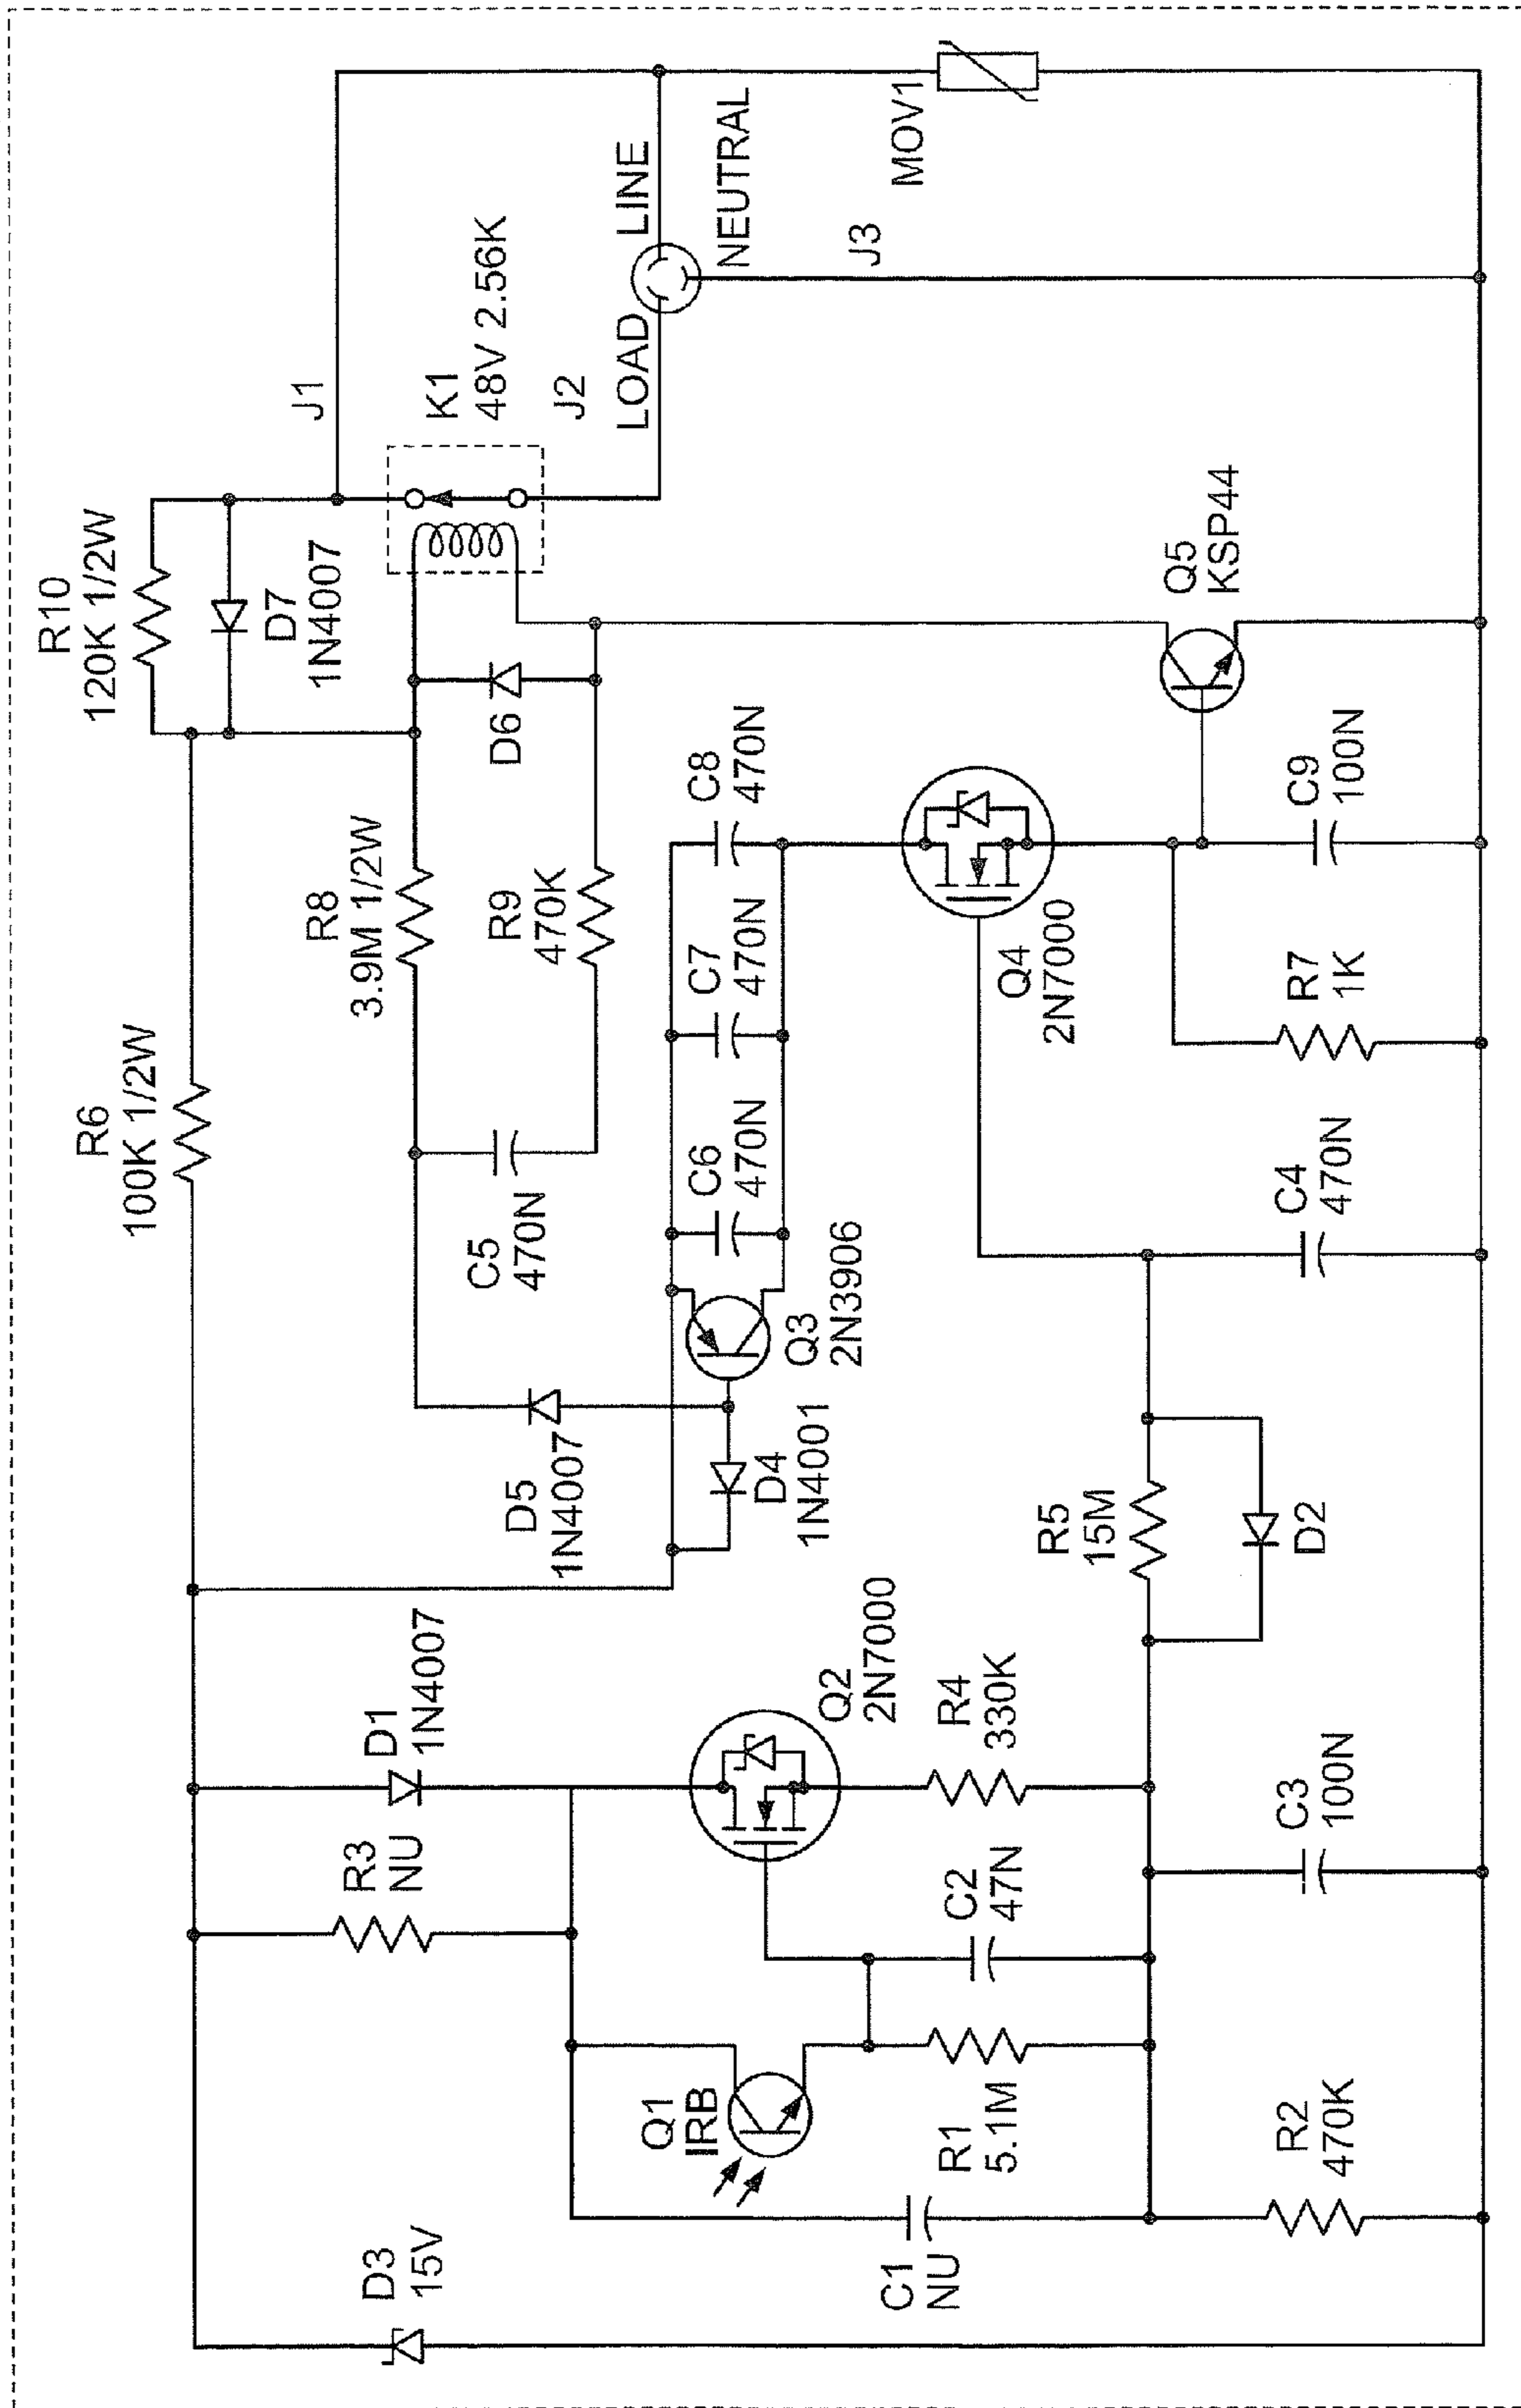 R10
120K 1/2W
D7
1N4007
J1
K1
48V 2.56K
J2
LOAD
LINE
NEUTRAL
J3
MOV1
R6
100K 1/2W
R8
3.9M 1/2W
D6
R9
470K
C5
470N
C8
470N
C7
470N
C6
470N
Q3
2N3906
D5
1N4007
D4
1N4001
Q5
KSP44
Q4
2N7000
C9
100N
R7
1K
C4
470N
R5
15M
D2
D1
1N4007
R3
NU
Q2
2N7000
R4
330K
C2
47N
C3
100N
Q1
IRB
R1
5.1M
R2
470K
C1
NU
D3
15V